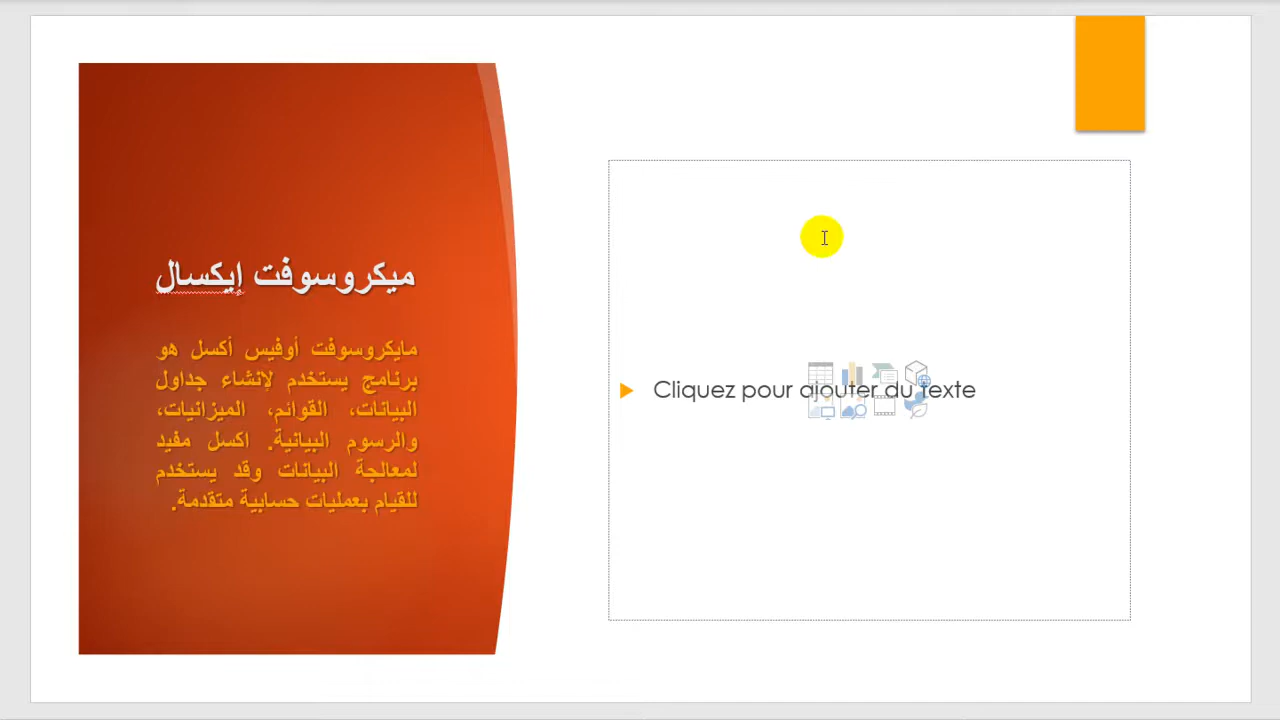 ميكروسوفت إيكسال
مايكروسوفت أوفيس أكسل هو
برنامج يستخدم لانشاء جداول
البيانات، القوائم، الميزانيات،
والرسوم البيانية. اكسل مفيد
لمعالجة البيانات وقد يستخدم
للقيام بعمليات حسابية متقدمة.
Cliquez pour ajouter du texte